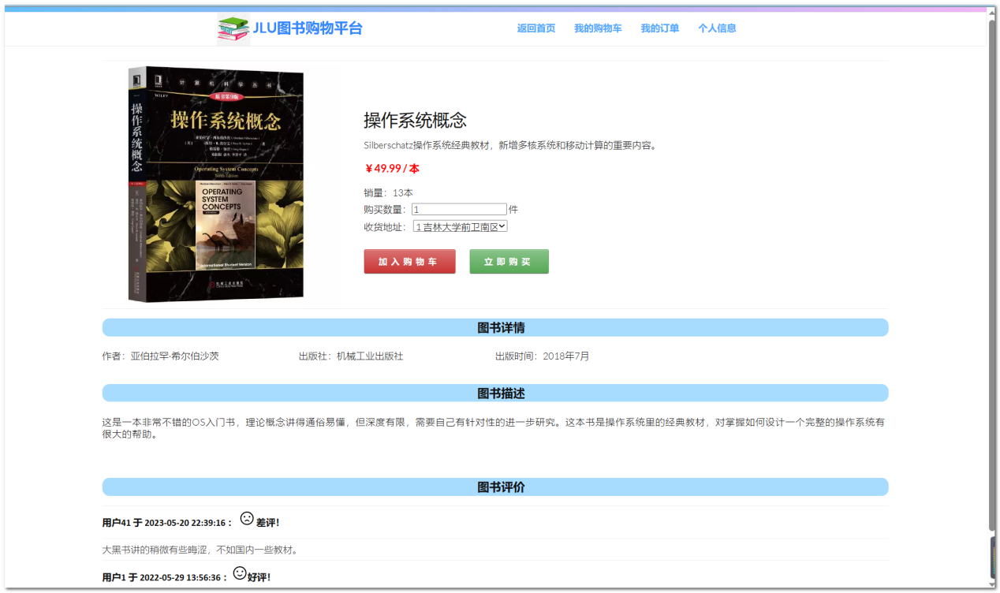 JLU图书购物平台
返回首页 我的购物车 我的订单 个人信息
计算机科学丛书
WILEY
原书第9版
操作系统概念
操作系统概念
Operating System Concepts
OPERATING
SYSTEM
CONCEPTS
International Student Version
机械工业出版社
操作系统概念
Silberschatz操作系统经典教材，新增多核系统和移动计算的重要内容。
￥49.99 / 本
销量：13本
购买数量：1 件
收货地址：1 吉林大学前卫南区
加入购物车 立即购买
图书详情
作者：亚伯拉罕·希尔伯沙茨 出版社：机械工业出版社 出版时间：2018年7月
图书描述
这是一本非常不错的OS入门书，理论概念讲得通俗易懂，但深度有限，需要自己有针对性的进一步研究。这本书是操作系统里的经典教材，对掌握如何设计一个完整的操作系统有
很大的帮助。
图书评价
用户41 于 2023-05-20 22:39:16： 差评！
大黑书讲的稍微有些晦涩，不如国内一些教材。
用户1 于 2022-05-29 13:56:36： 好评！